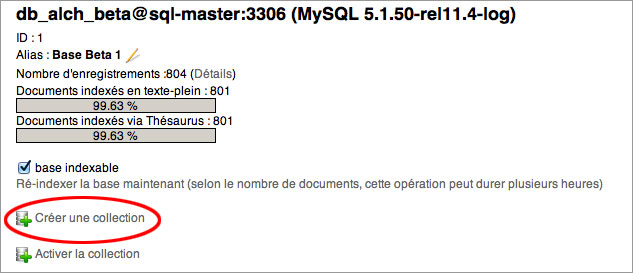 db_alch_beta@sql-master:3306 (MySQL 5.1.50-rel11.4-log)
ID : 1
Alias : Base Beta 1
Nombre d'enregistrements :804 (Détails)
Documents indexés en texte-plein : 801
99.63 %
Documents indexés via Thésaurus : 801
99.63 %
base indexable
Ré-indexer la base maintenant (selon le nombre de documents, cette opération peut durer plusieurs heures)
Créer une collection
Activer la collection